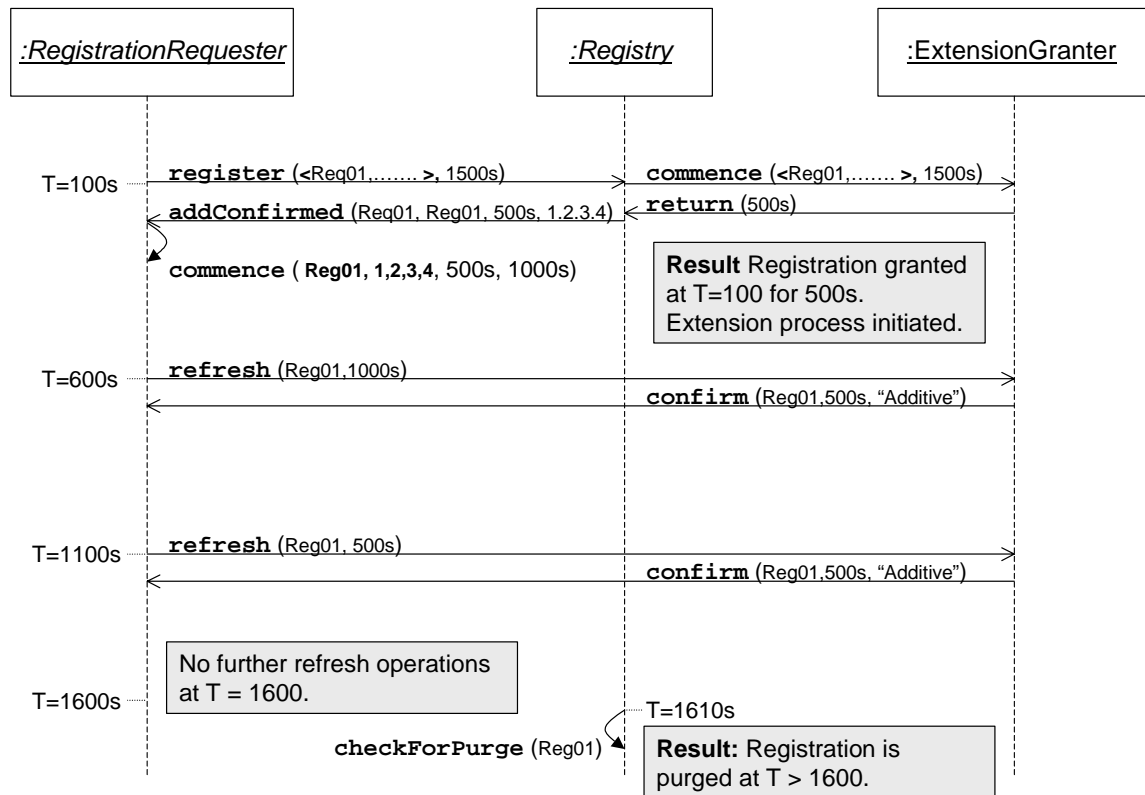 :RegistrationRequester
:Registry
:ExtensionGranter
T=100s
register (<Req01,....... >, 1500s)
commence (<Reg01,....... >, 1500s)
addConfirmed (Req01, Reg01, 500s, 1.2.3.4)
return (500s)
commence ( Reg01, 1,2,3,4, 500s, 1000s)
Result Registration granted
at T=100 for 500s.
Extension process initiated.
T=600s
refresh (Reg01,1000s)
confirm (Reg01,500s, “Additive”)
T=1100s
refresh (Reg01, 500s)
confirm (Reg01,500s, “Additive”)
No further refresh operations
at T = 1600.
T=1600s
T=1610s
checkForPurge (Reg01)
Result: Registration is
purged at T > 1600.